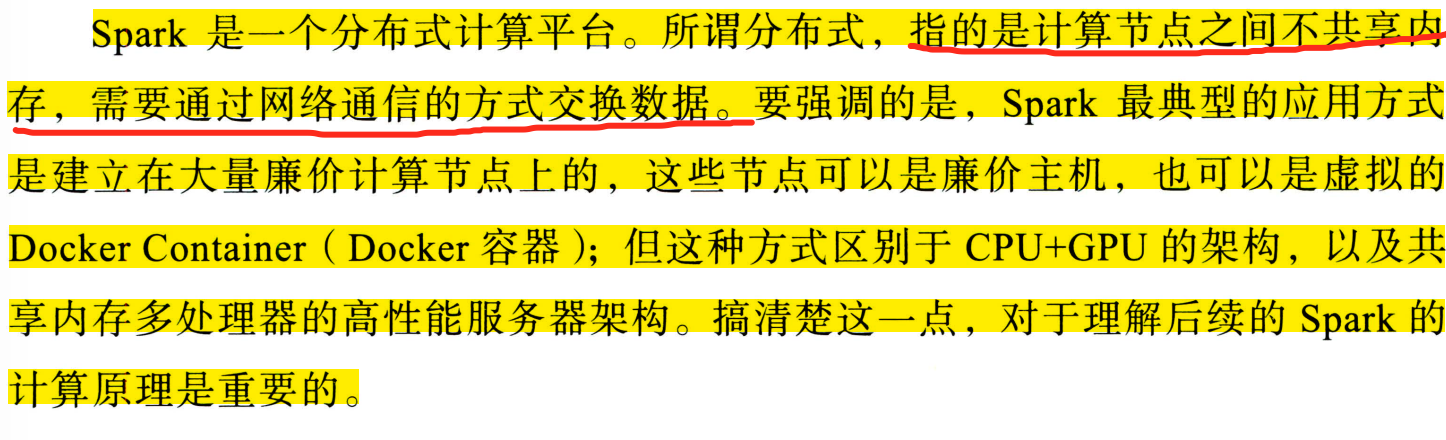 Spark 是一个分布式计算平台。所谓分布式，指的是计算节点之间不共享内
存，需要通过网络通信的方式交换数据。要强调的是，Spark 最典型的应用方式
是建立在大量廉价计算节点上的，这些节点可以是廉价主机，也可以是虚拟的
Docker Container（Docker 容器）；但这种方式区别于 CPU+GPU 的架构，以及共
享内存多处理器的高性能服务器架构。搞清楚这一点，对于理解后续的 Spark 的
计算原理是重要的。